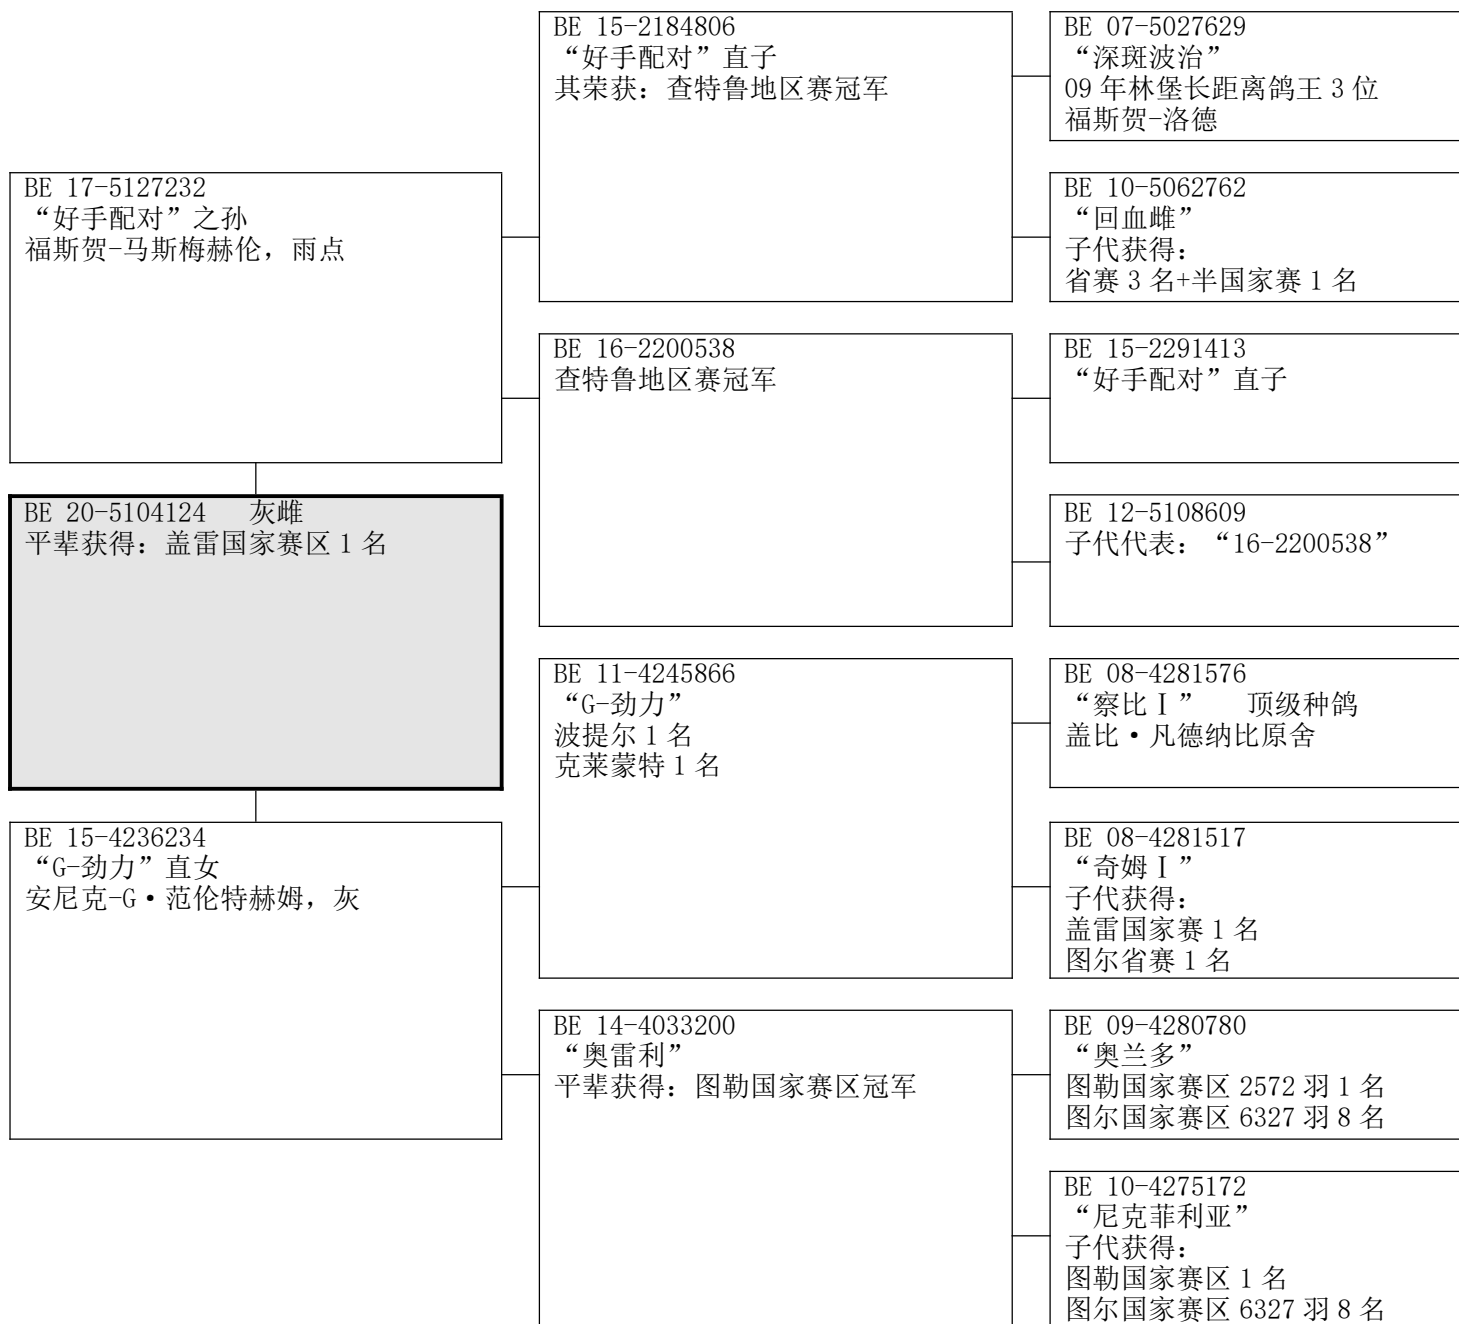 BE 15-2184806
“好手配对”直子
其荣获：查特鲁地区赛冠军
BE 07-5027629
“深斑波治”
09 年林堡长距离鸽王 3 位
福斯贺-洛德
BE 17-5127232
“好手配对”之孙
福斯贺-马斯梅赫伦，雨点
BE 10-5062762
“回血雌”
子代获得：
省赛 3 名+半国家赛 1 名
BE 16-2200538
查特鲁地区赛冠军
BE 15-2291413
“好手配对”直子
BE 20-5104124 灰雌
平辈获得：盖雷国家赛区 1 名
BE 12-5108609
子代代表：“16-2200538”
BE 11-4245866
“G-劲力”
波提尔 1 名
克莱蒙特 1 名
BE 08-4281576
“察比Ⅰ” 顶级种鸽
盖比·凡德纳比原舍
BE 15-4236234
“G-劲力”直女
安尼克-G·范伦特赫姆，灰
BE 08-4281517
“奇姆Ⅰ”
子代获得：
盖雷国家赛 1 名
图尔省赛 1 名
BE 14-4033200
“奥雷利”
平辈获得：图勒国家赛区冠军
BE 09-4280780
“奥兰多”
图勒国家赛区 2572 羽 1 名
图尔国家赛区 6327 羽 8 名
BE 10-4275172
“尼克菲利亚”
子代获得：
图勒国家赛区 1 名
图尔国家赛区 6327 羽 8 名